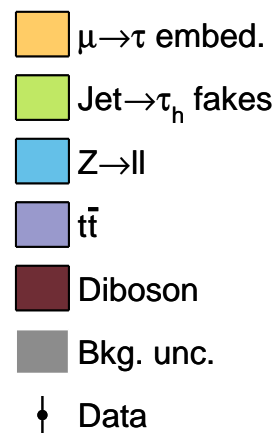 μ→τ embed.
Jet→τₕ fakes
Z→ll
tt̄
Diboson
Bkg. unc.
Data